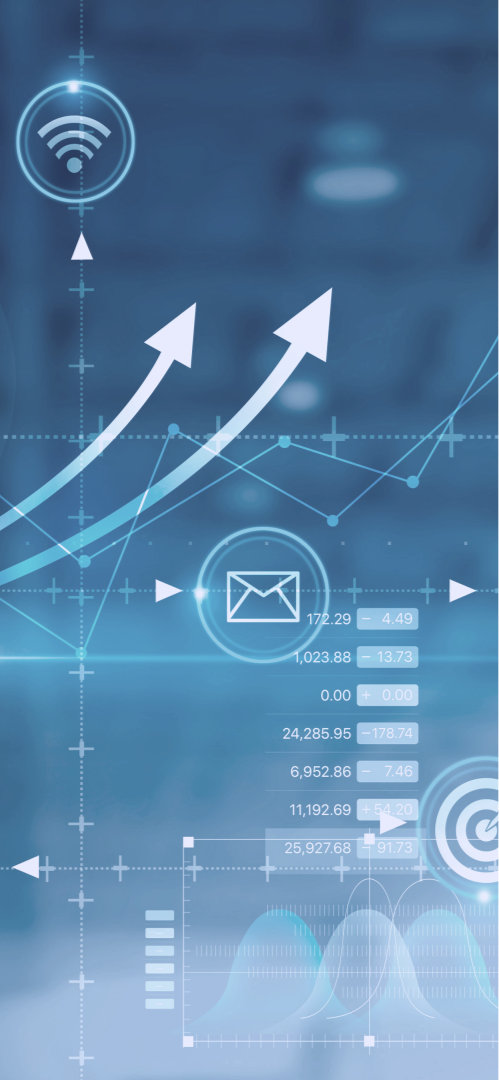 172.29 − 4.49
1,023.88 − 13.73
0.00 + 0.00
24,285.95 −178.74
6,952.86 − 7.46
11,192.69 +54.20
25,927.68 − 91.73